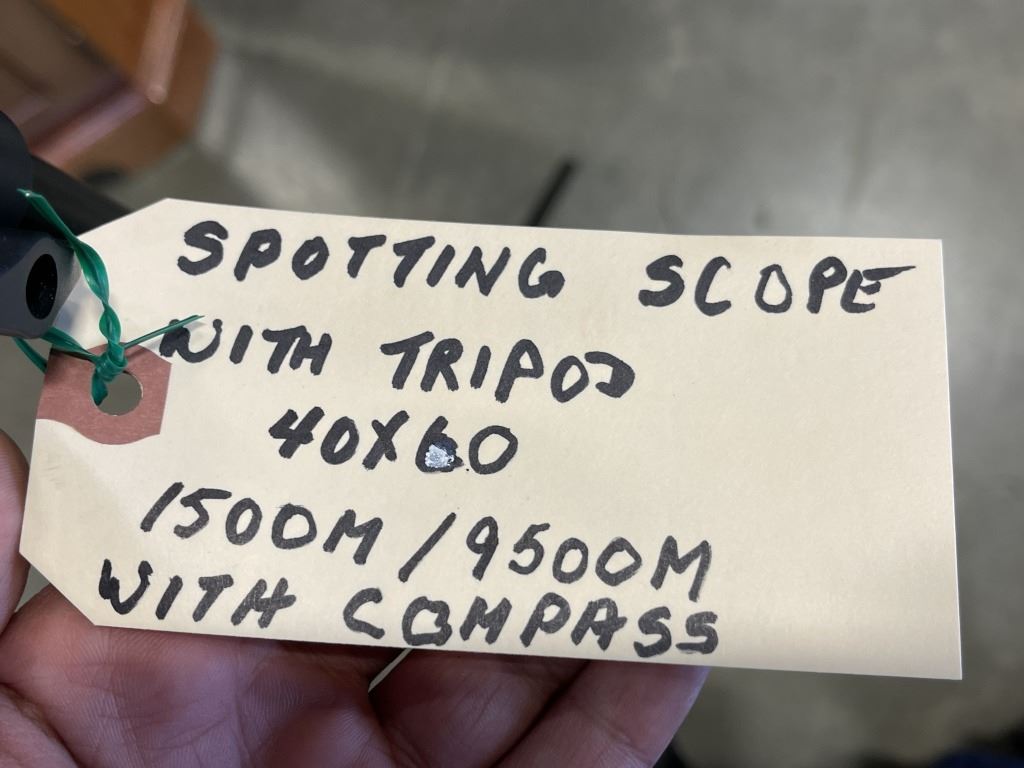 SPOTTING SCOPE
WITH TRIPOD
40X60
1500M/9500M
WITH COMPASS